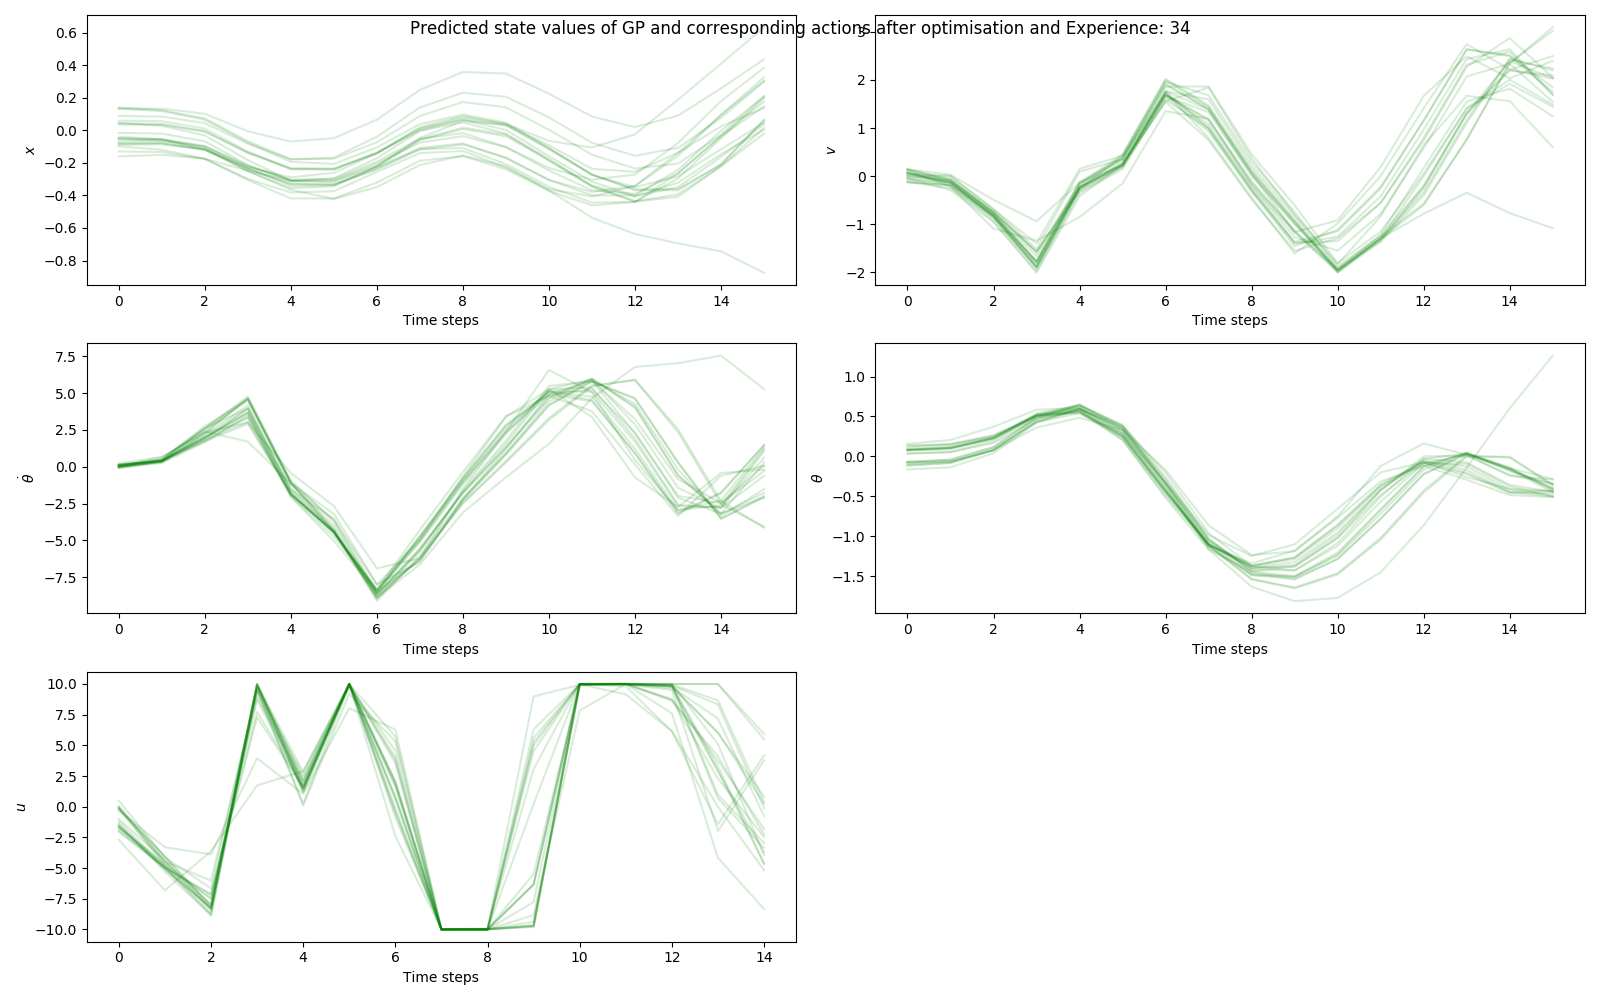 Predicted state values of GP and corresponding actions after optimisation and Experience: 34
0.6
0.4
0.2
0.0
−0.2
−0.4
−0.6
−0.8
x
0 2 4 6 8 10 12 14
Time steps
3
2
1
0
−1
−2
v
0 2 4 6 8 10 12 14
Time steps
7.5
5.0
2.5
0.0
−2.5
−5.0
−7.5
θ̇
0 2 4 6 8 10 12 14
Time steps
1.0
0.5
0.0
−0.5
−1.0
−1.5
θ
0 2 4 6 8 10 12 14
Time steps
10.0
7.5
5.0
2.5
0.0
−2.5
−5.0
−7.5
−10.0
u
0 2 4 6 8 10 12 14
Time steps